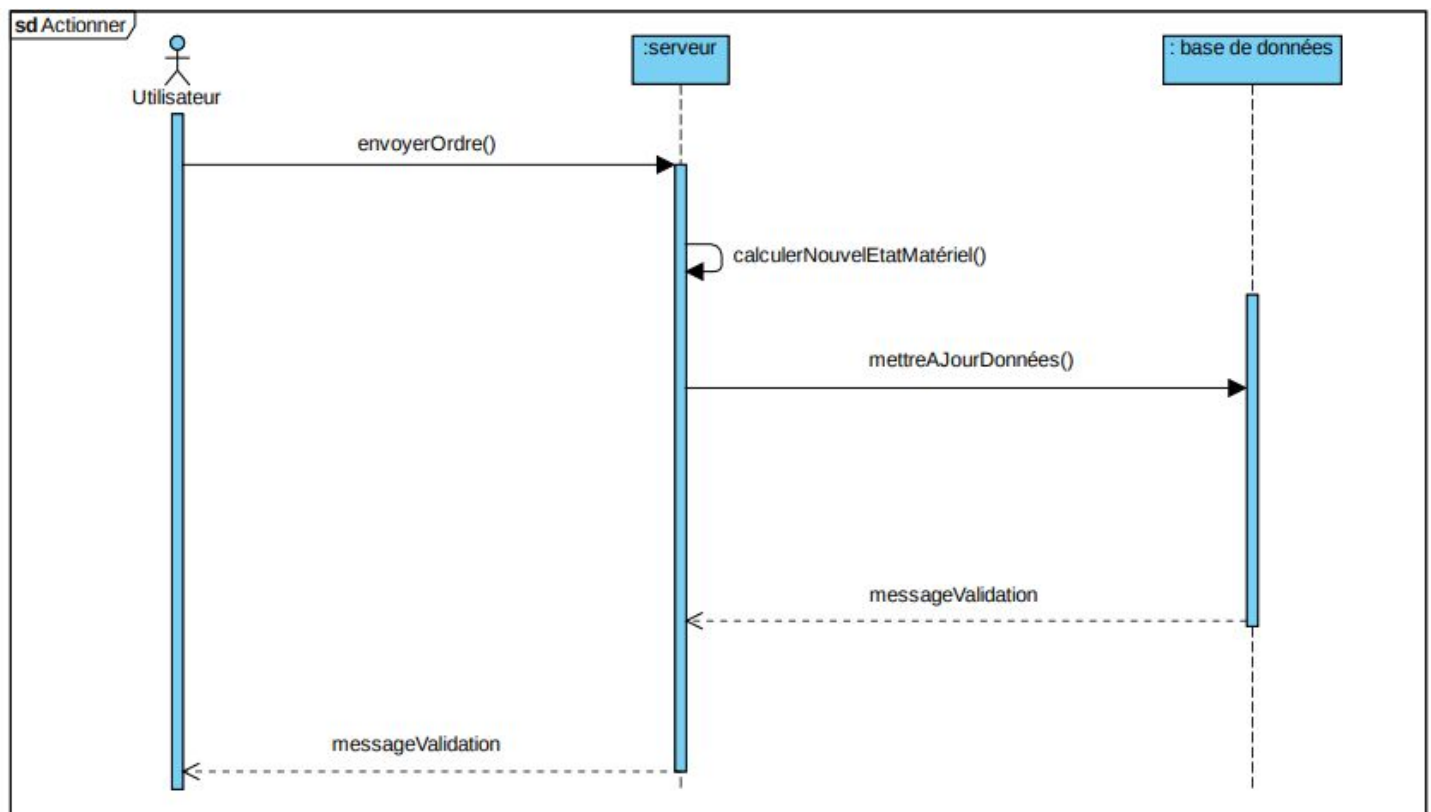 sd Actionner
Utilisateur
:serveur
: base de données
envoyerOrdre()
calculerNouvelEtatMatériel()
mettreAJourDonnées()
messageValidation
messageValidation